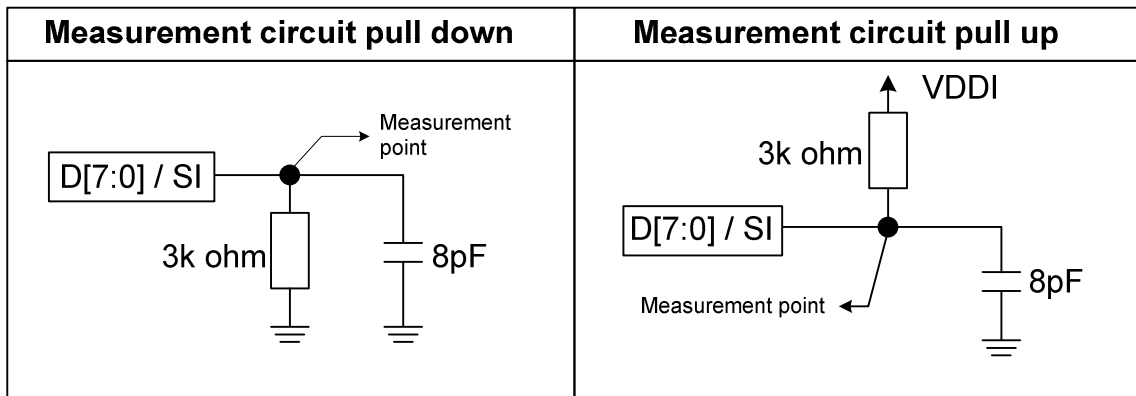 Measurement circuit pull down
Measurement circuit pull up
Measurement
point
D[7:0] / SI
3k ohm
8pF
VDDI
3k ohm
D[7:0] / SI
Measurement point
8pF